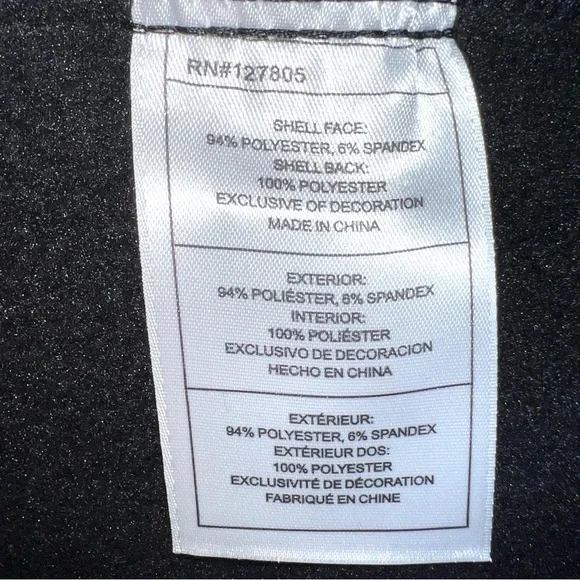 RN#127805
SHELL FACE:
94% POLYESTER, 6% SPANDEX
SHELL BACK:
100% POLYESTER
EXCLUSIVE OF DECORATION
MADE IN CHINA
EXTERIOR:
94% POLIÉSTER, 6% SPANDEX
INTERIOR:
100% POLIÉSTER
EXCLUSIVO DE DECORACION
HECHO EN CHINA
EXTÉRIEUR:
94% POLYESTER, 6% SPANDEX
EXTÉRIEUR DOS:
100% POLYESTER
EXCLUSIVITÉ DE DÉCORATION
FABRIQUÉ EN CHINE